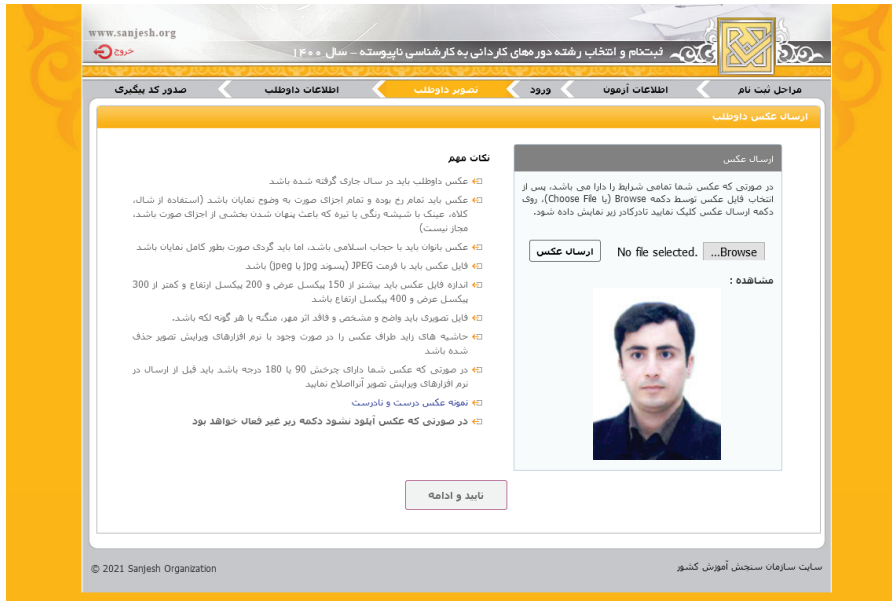 www.sanjesh.org
خروج
ثبتنام و انتخاب رشته دوره‌های کاردانی به کارشناسی ناپیوسته - سال ۱۴۰۰
مراحل ثبت نام
اطلاعات آزمون
ورود
تصویر داوطلب
اطلاعات داوطلب
صدور کد پیگیری
ارسال عکس داوطلب
ارسال عکس
در صورتی که عکس شما تمامی شرایط را دارا می باشد، پس از
انتخاب فایل عکس توسط دکمه Browse (یا Choose File)، روی
دکمه ارسال عکس کلیک نمایید تادرکادر زیر نمایش داده شود.
Browse...
No file selected.
ارسال عکس
مشاهده :
نکات مهم
عکس داوطلب باید در سال جاری گرفته شده باشد
عکس باید تمام رخ بوده و تمام اجزای صورت به وضوح نمایان باشد (استفاده از شال،
کلاه، عینک با شیشه رنگی یا تیره که باعث پنهان شدن بخشی از اجزای صورت باشد،
مجاز نیست)
عکس بانوان باید با حجاب اسلامی باشد، اما باید گردی صورت بطور کامل نمایان باشد
فایل عکس باید با فرمت JPEG (پسوند jpg یا jpeg) باشد
اندازه فایل عکس باید بیشتر از 150 پیکسل عرض و 200 پیکسل ارتفاع و کمتر از 300
پیکسل عرض و 400 پیکسل ارتفاع باشد
فایل تصویری باید واضح و مشخص و فاقد اثر مهر، منگنه یا هر گونه لکه باشد.
حاشیه های زاید طراف عکس را در صورت وجود با نرم افزارهای ویرایش تصویر حذف
شده باشد
در صورتی که عکس شما دارای چرخش 90 یا 180 درجه باشد باید قبل از ارسال در
نرم افزارهای ویرایش تصویر آنرااصلاح نمایید
نمونه عکس درست و نادرست
در صورتی که عکس آپلود نشود دکمه زیر غیر فعال خواهد بود
تایید و ادامه
سایت سازمان سنجش آموزش کشور
© 2021 Sanjesh Organization